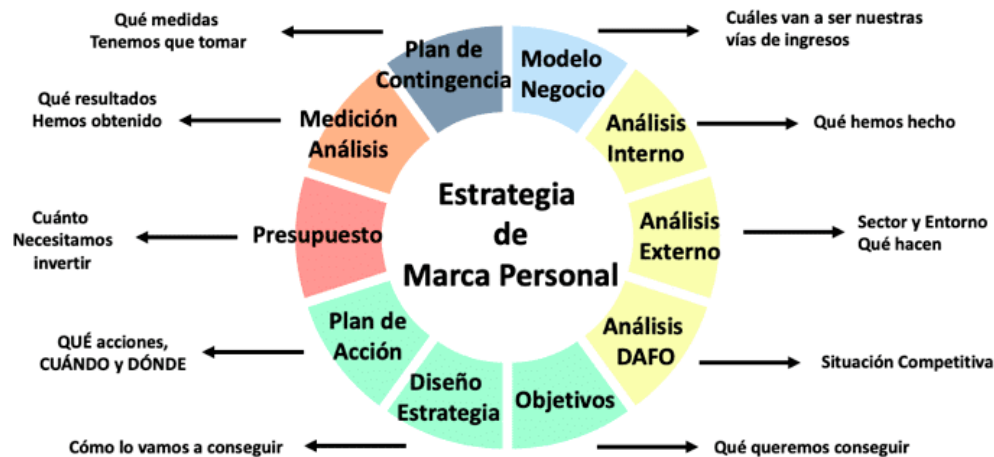 Qué medidas
Tenemos que tomar
Plan de
Contingencia
Modelo
Negocio
Cuáles van a ser nuestras
vías de ingresos
Qué resultados
Hemos obtenido
Medición
Análisis
Análisis
Interno
Qué hemos hecho
Estrategia
de
Marca Personal
Cuánto
Necesitamos
invertir
Presupuesto
Análisis
Externo
Sector y Entorno
Qué hacen
QUÉ acciones,
CUÁNDO y DÓNDE
Plan de
Acción
Análisis
DAFO
Situación Competitiva
Diseño
Estrategia
Objetivos
Cómo lo vamos a conseguir
Qué queremos conseguir